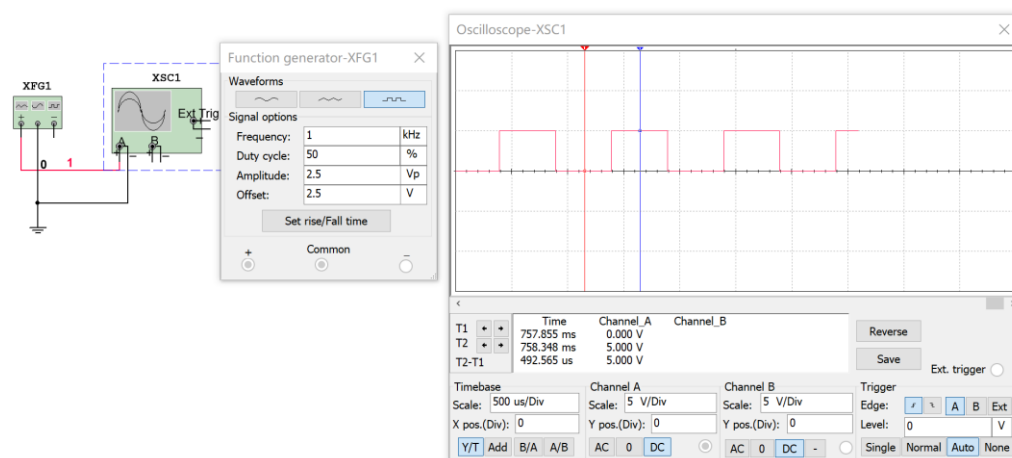 XFG1
XSC1
Ext Trig
A
B
0
1
Function generator-XFG1
Waveforms
Signal options
Frequency: 1 kHz
Duty cycle: 50 %
Amplitude: 2.5 Vp
Offset: 2.5 V
Set rise/Fall time
+ Common −
Oscilloscope-XSC1
Time Channel_A Channel_B
T1 757.855 ms 0.000 V
T2 758.348 ms 5.000 V
T2-T1 492.565 us 5.000 V
Reverse
Save
Ext. trigger
Timebase
Scale: 500 us/Div
X pos.(Div): 0
Y/T Add B/A A/B
Channel A
Scale: 5 V/Div
Y pos.(Div): 0
AC 0 DC
Channel B
Scale: 5 V/Div
Y pos.(Div): 0
AC 0 DC -
Trigger
Edge: A B Ext
Level: 0 V
Single Normal Auto None